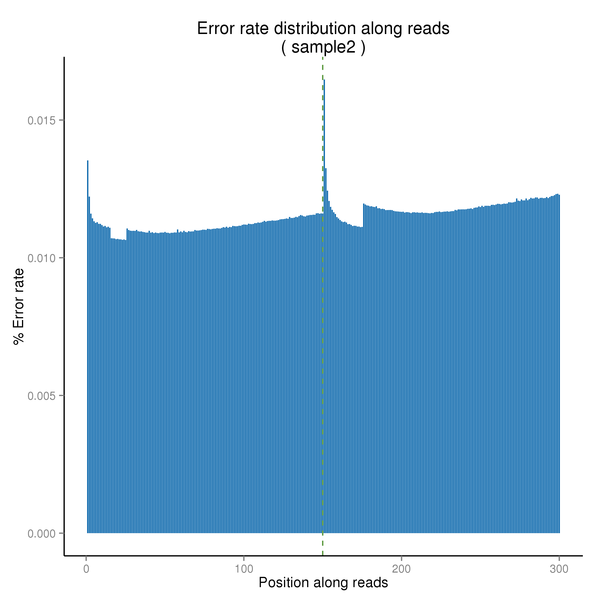 Error rate distribution along reads
( sample2 )
% Error rate
0.015
0.010
0.005
0.000
0
100
200
300
Position along reads